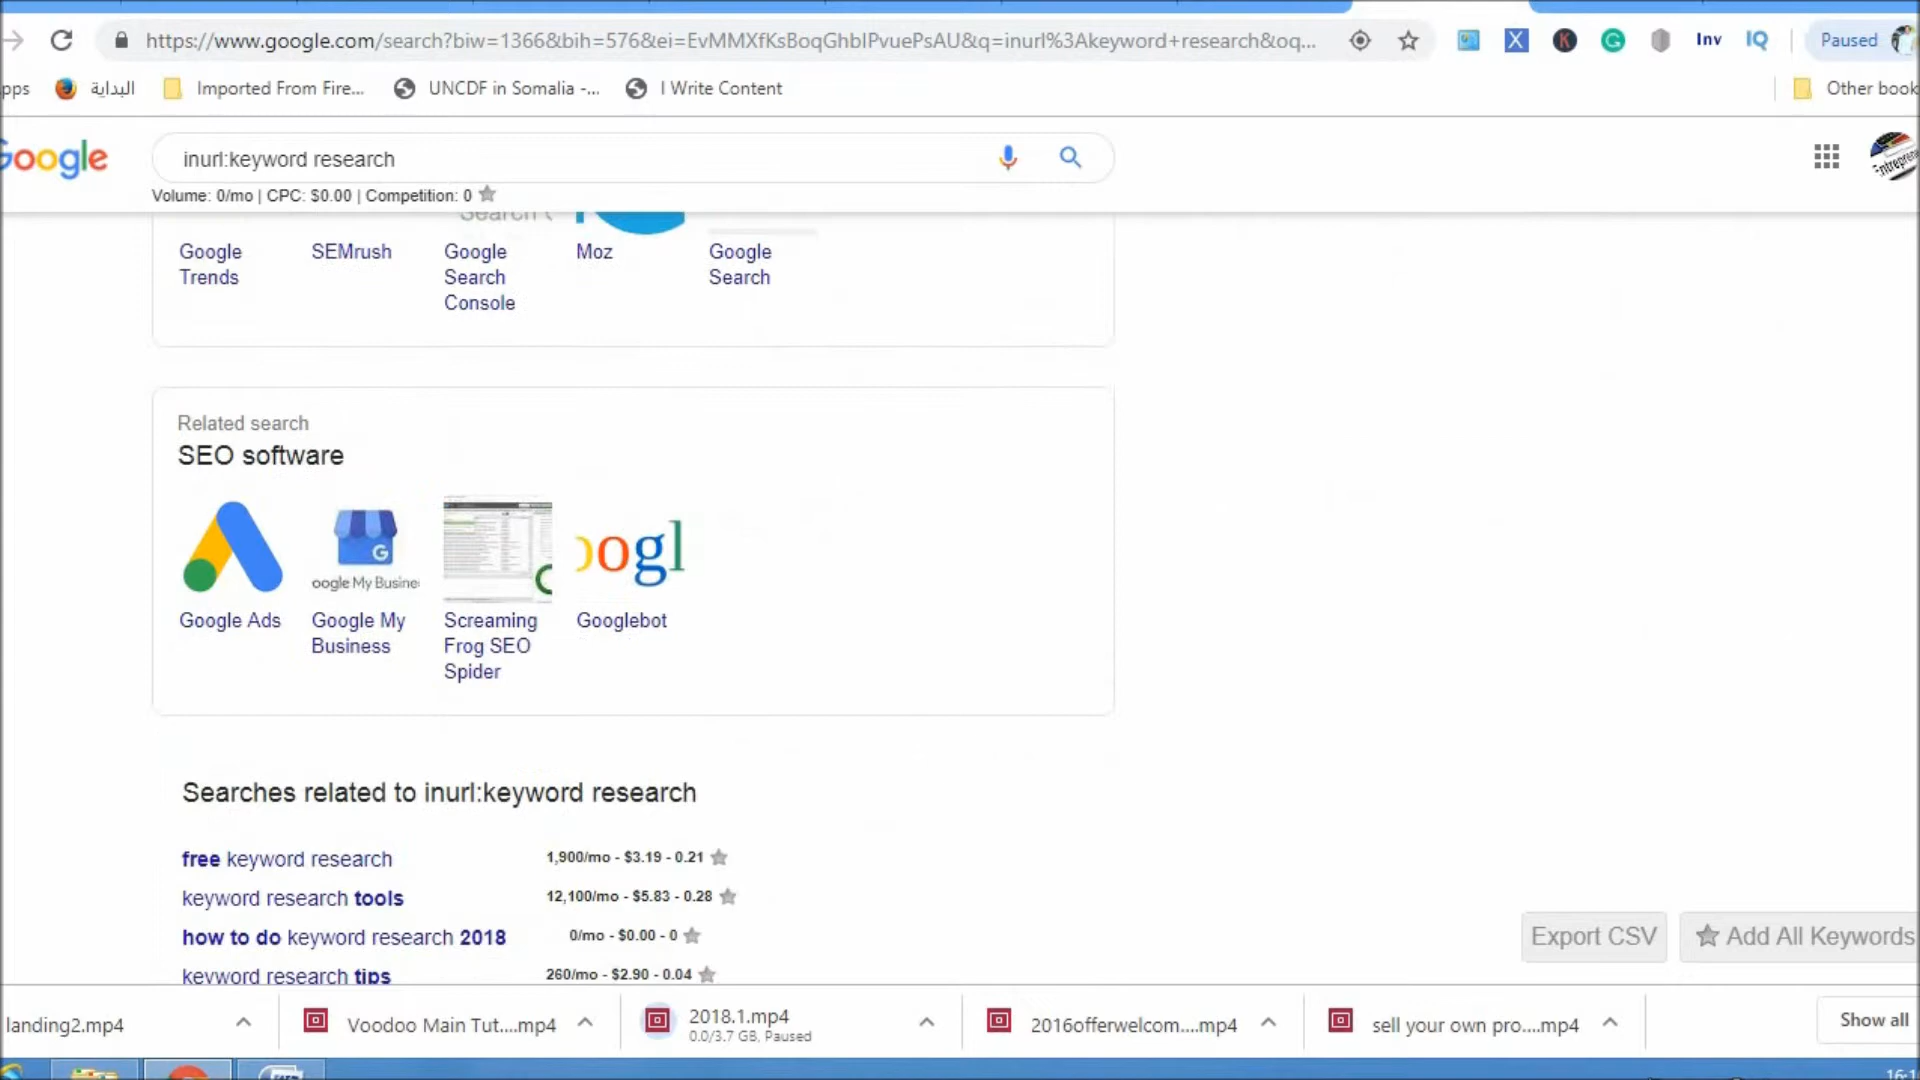 https://www.google.com/search?biw=1366&bih=576&ei=EvMMXfKsBoqGhbIPvuePsAU&q=inurl%3Akeyword+research&oq...
Inv
IQ
Paused
pps
البداية
Imported From Fire...
UNCDF in Somalia -...
I Write Content
Other book
Google
inurl:keyword research
Volume: 0/mo | CPC: $0.00 | Competition: 0
Google Trends
SEMrush
Google Search Console
Moz
Google Search
Related search
SEO software
oogle My Busine
oogl
Google Ads
Google My Business
Screaming Frog SEO Spider
Googlebot
Searches related to inurl:keyword research
free keyword research 1,900/mo - $3.19 - 0.21
keyword research tools 12,100/mo - $5.83 - 0.28
how to do keyword research 2018 0/mo - $0.00 - 0
keyword research tips 260/mo - $2.90 - 0.04
Export CSV
Add All Keywords
landing2.mp4
Voodoo Main Tut....mp4
2018.1.mp4
0.0/3.7 GB, Paused
2016offerwelcom....mp4
sell your own pro....mp4
Show all